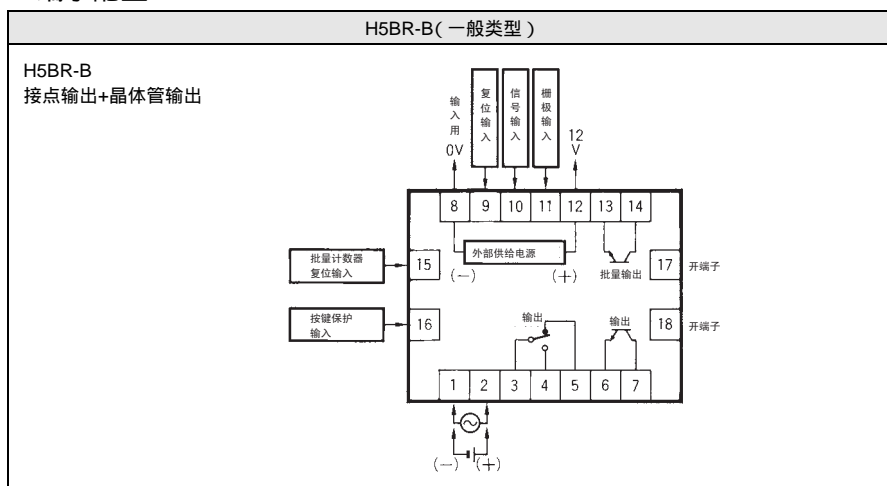 H5BR-B(一般类型)
H5BR-B
接点输出+晶体管输出
输入用
0V
复位输入
信号输入
栅极输入
12
V
8 9 10 11 12 13 14
外部供给电源
(-) (+)
批量输出
批量计数器
复位输入
15
17
开端子
按键保护
输入
16
18
开端子
输出
输出
1 2 3 4 5 6 7
(-) (+)